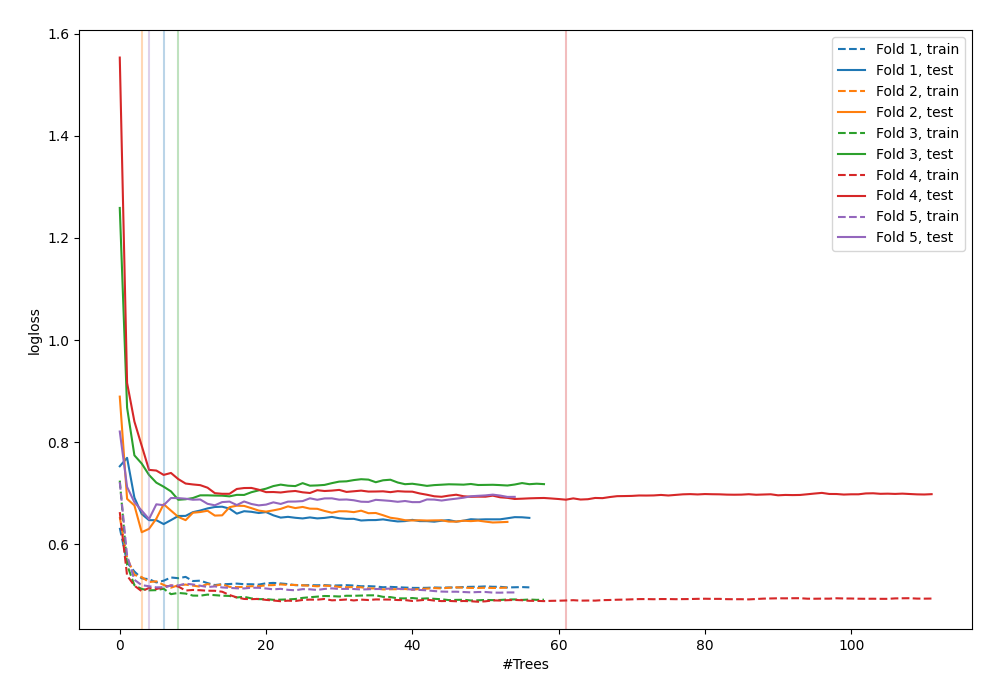 1.6
1.4
1.2
1.0
0.8
0.6
logloss
0
20
40
60
80
100
#Trees
Fold 1, train
Fold 1, test
Fold 2, train
Fold 2, test
Fold 3, train
Fold 3, test
Fold 4, train
Fold 4, test
Fold 5, train
Fold 5, test